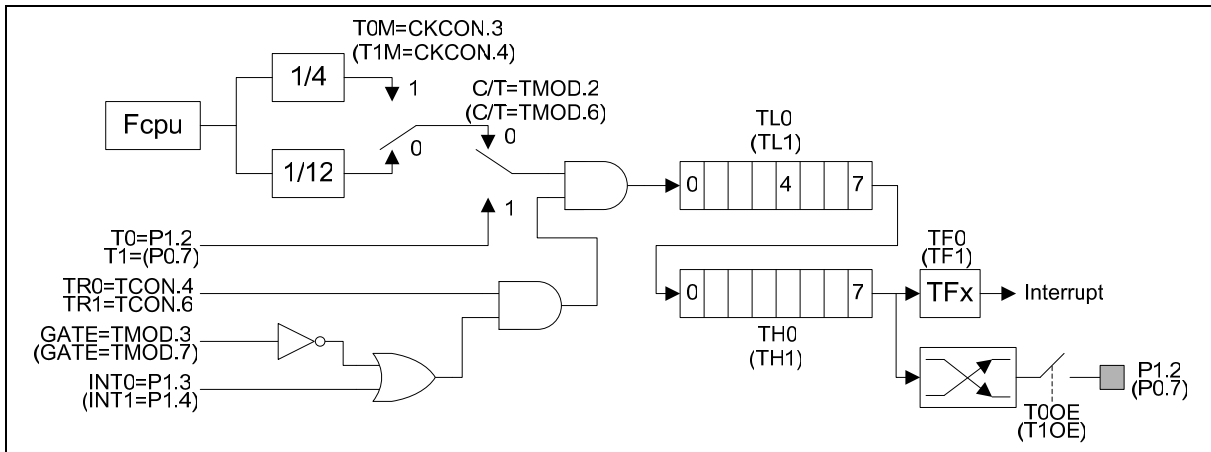 T0M=CKCON.3
(T1M=CKCON.4)
1/4
1
C/T=TMOD.2
(C/T=TMOD.6)
Fcpu
0
0
1/12
TL0
(TL1)
0 4 7
1
T0=P1.2
T1=(P0.7)
TR0=TCON.4
TR1=TCON.6
TF0
(TF1)
0 7
TFx
Interrupt
TH0
(TH1)
GATE=TMOD.3
(GATE=TMOD.7)
INT0=P1.3
(INT1=P1.4)
P1.2
(P0.7)
T0OE
(T1OE)